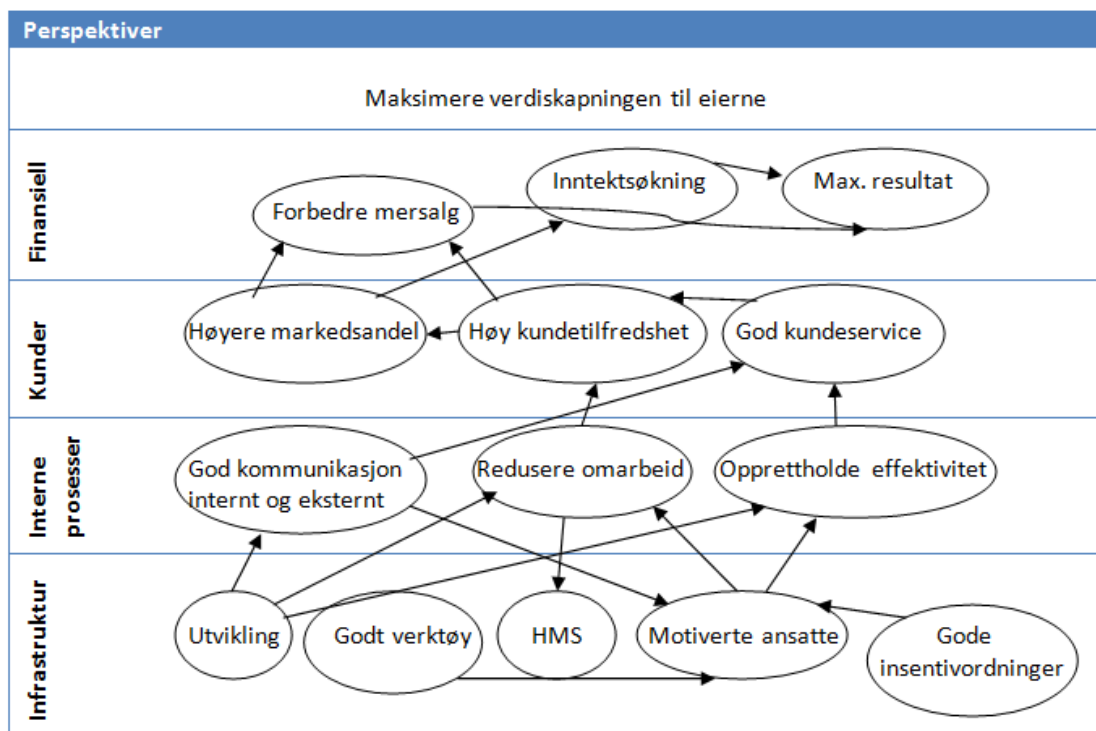 Perspektiver
Maksimere verdiskapningen til eierne
Finansiell
Inntektsøkning
Max. resultat
Forbedre mersalg
Kunder
Høyere markedsandel
Høy kundetilfredshet
God kundeservice
Interne
prosesser
God kommunikasjon
internt og eksternt
Redusere omarbeid
Opprettholde effektivitet
Infrastruktur
Utvikling
Godt verktøy
HMS
Motiverte ansatte
Gode
insentivordninger